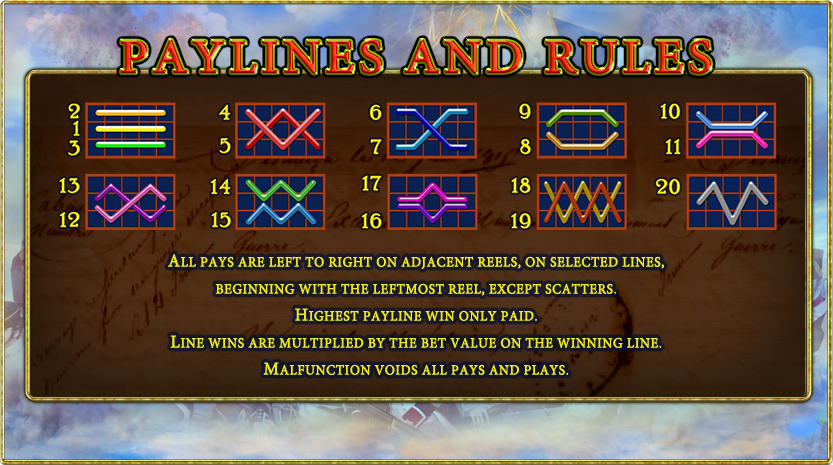 PAYLINES AND RULES
2 4 6 9 10
1
3 5 7 8 11
13 14 17 18 20
12 15 16 19
ALL PAYS ARE LEFT TO RIGHT ON ADJACENT REELS, ON SELECTED LINES,
BEGINNING WITH THE LEFTMOST REEL, EXCEPT SCATTERS.
HIGHEST PAYLINE WIN ONLY PAID.
LINE WINS ARE MULTIPLIED BY THE BET VALUE ON THE WINNING LINE.
MALFUNCTION VOIDS ALL PAYS AND PLAYS.